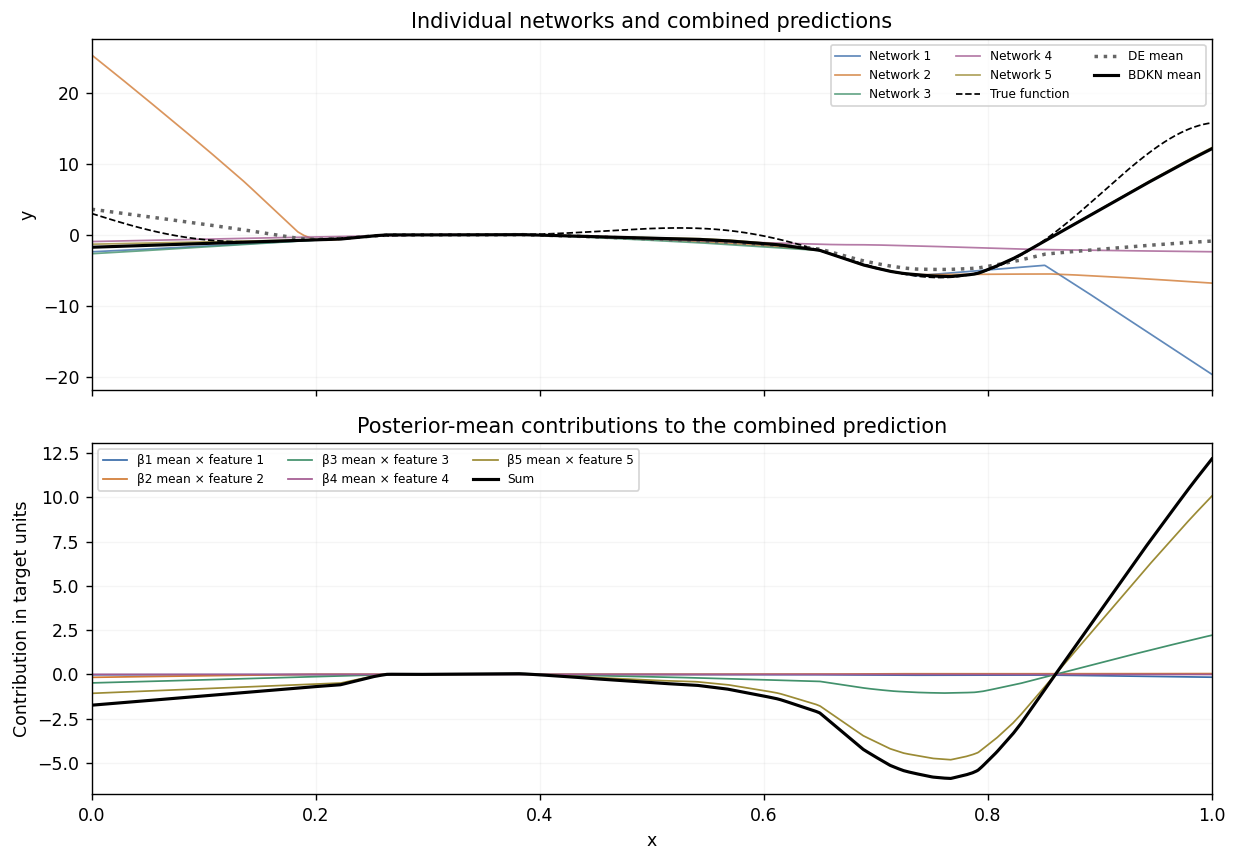 Individual networks and combined predictions
Network 1
Network 2
Network 3
Network 4
Network 5
True function
DE mean
BDKN mean
y
20
10
0
−10
−20
Posterior-mean contributions to the combined prediction
β1 mean × feature 1
β2 mean × feature 2
β3 mean × feature 3
β4 mean × feature 4
β5 mean × feature 5
Sum
Contribution in target units
12.5
10.0
7.5
5.0
2.5
0.0
−2.5
−5.0
0.0 0.2 0.4 0.6 0.8 1.0
x